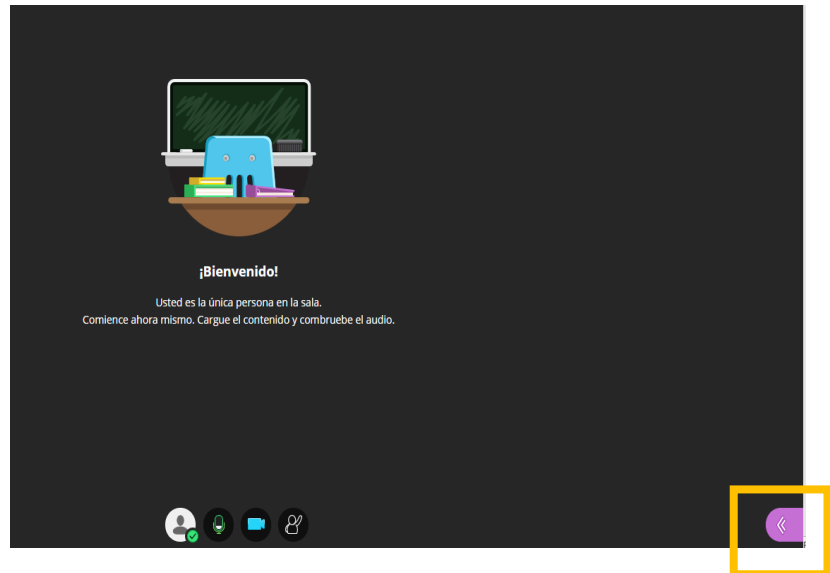 ¡Bienvenido!
Usted es la única persona en la sala.
Comience ahora mismo. Cargue el contenido y combruebe el audio.